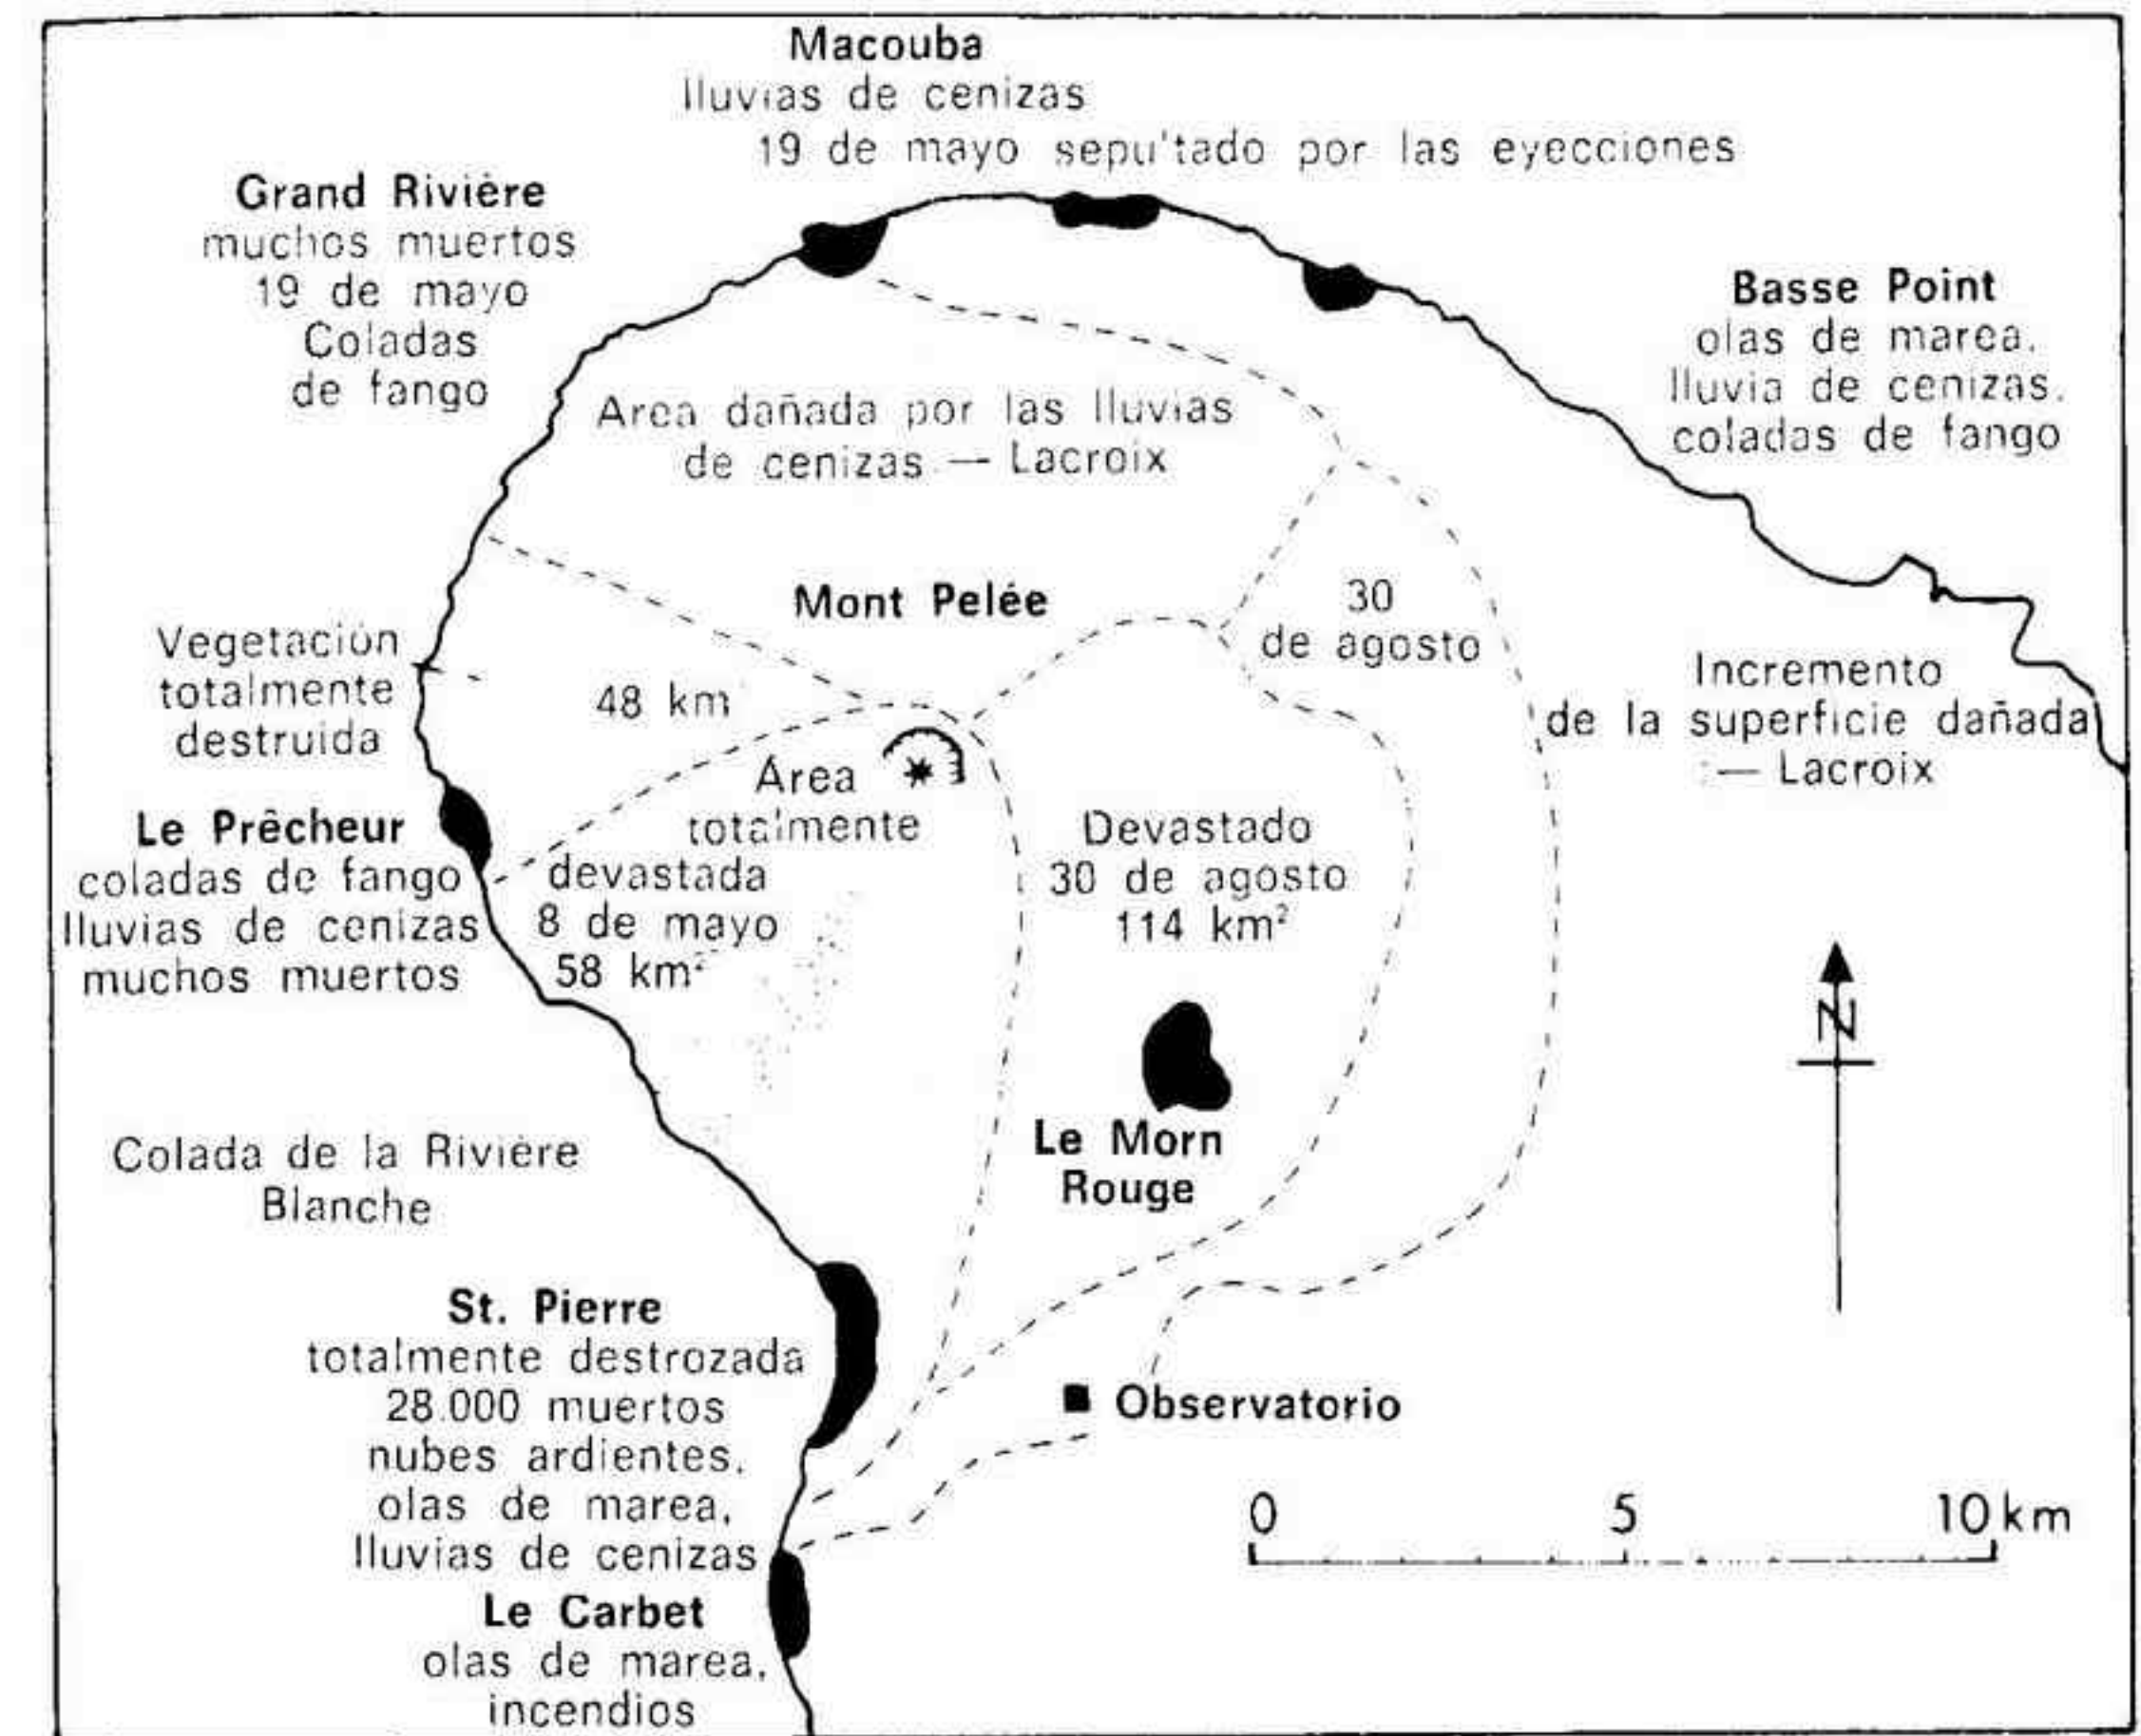 Macouba
lluvias de cenizas
19 de mayo sepu'tado por las eyecciones
Grand Rivière
muchos muertos
19 de mayo
Coladas
de fango
Basse Point
olas de marea.
lluvia de cenizas.
coladas de fango
Area dañada por las lluvias
de cenizas — Lacroix
Mont Pelée
30
de agosto
Vegetación
totalmente
destruida
48 km
Incremento
de la superficie dañada
— Lacroix
Area
totalmente
devastada
8 de mayo
58 km²
Devastado
30 de agosto
114 km²
Le Prêcheur
coladas de fango
lluvias de cenizas
muchos muertos
N
Le Morn
Rouge
Colada de la Rivière
Blanche
St. Pierre
totalmente destrozada
28.000 muertos
nubes ardientes.
olas de marea,
lluvias de cenizas
Observatorio
0 5 10 km
Le Carbet
olas de marea.
incendios